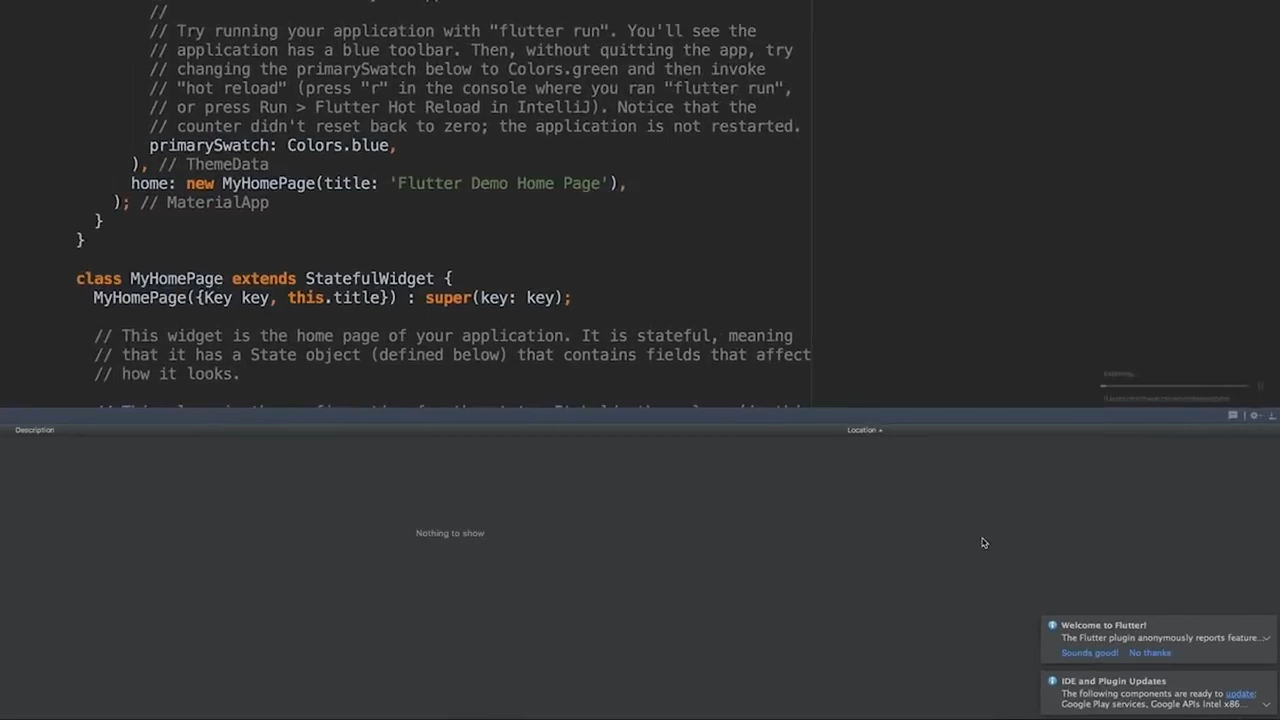 //
// Try running your application with "flutter run". You'll see the
// application has a blue toolbar. Then, without quitting the app, try
// changing the primarySwatch below to Colors.green and then invoke
// "hot reload" (press "r" in the console where you ran "flutter run",
// or press Run > Flutter Hot Reload in IntelliJ). Notice that the
// counter didn't reset back to zero; the application is not restarted.
primarySwatch: Colors.blue,
), // ThemeData
home: new MyHomePage(title: 'Flutter Demo Home Page'),
); // MaterialApp
}
}
class MyHomePage extends StatefulWidget {
MyHomePage({Key key, this.title}) : super(key: key);
// This widget is the home page of your application. It is stateful, meaning
// that it has a State object (defined below) that contains fields that affect
// how it looks.
Description
Location
Nothing to show
Welcome to Flutter!
The Flutter plugin anonymously reports feature...
Sounds good! No thanks
IDE and Plugin Updates
The following components are ready to update:
Google Play services, Google APIs Intel x86...